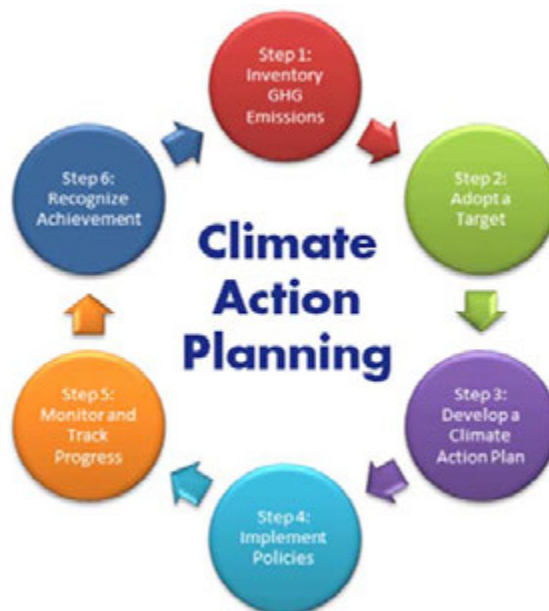 Step 1:
Inventory
GHG
Emissions
Step 2:
Adopt a
Target
Step 3:
Develop a
Climate
Action Plan
Step 4:
Implement
Policies
Step 5:
Monitor and
Track
Progress
Step 6:
Recognize
Achievement
Climate
Action
Planning